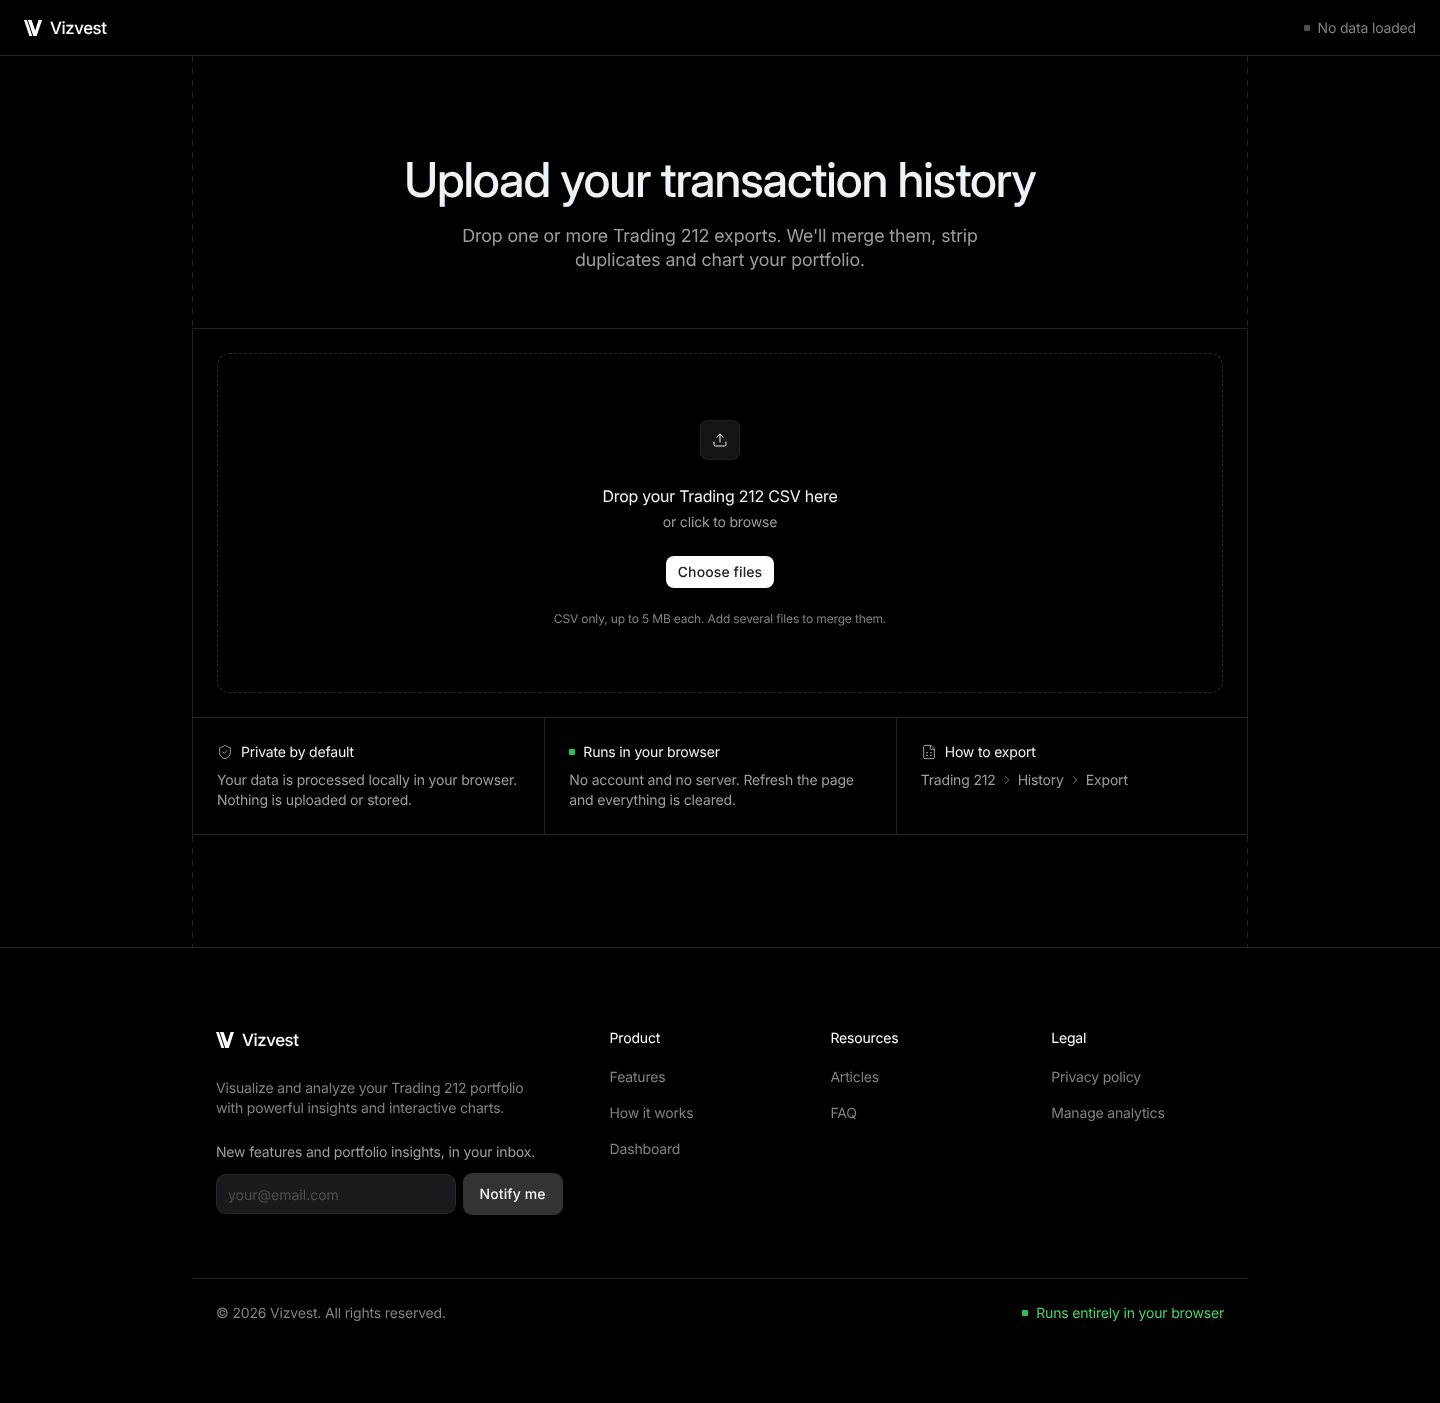 Vizvest
No data loaded
Upload your transaction history
Drop one or more Trading 212 exports. We'll merge them, strip
duplicates and chart your portfolio.
Drop your Trading 212 CSV here
or click to browse
Choose files
CSV only, up to 5 MB each. Add several files to merge them.
Private by default
Your data is processed locally in your browser.
Nothing is uploaded or stored.
Runs in your browser
No account and no server. Refresh the page
and everything is cleared.
How to export
Trading 212 > History > Export
Vizvest
Visualize and analyze your Trading 212 portfolio
with powerful insights and interactive charts.
New features and portfolio insights, in your inbox.
your@email.com
Notify me
Product
Features
How it works
Dashboard
Resources
Articles
FAQ
Legal
Privacy policy
Manage analytics
© 2026 Vizvest. All rights reserved.
Runs entirely in your browser